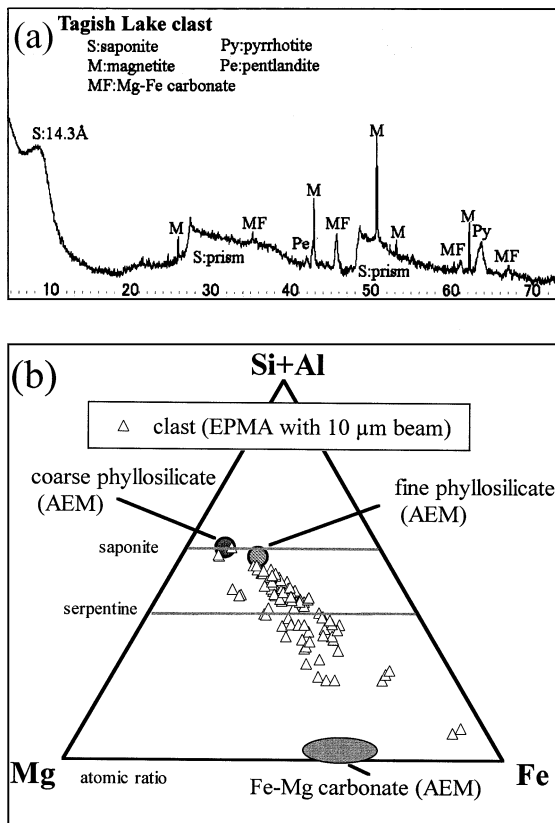 (a)
Tagish Lake clast
S:saponite Py:pyrrhotite
M:magnetite Pe:pentlandite
MF:Mg-Fe carbonate
S:14.3Å
M
S:prism
MF
Pe
M
MF
M
S:prism
M
MF
M
Py
MF
10 20 30 40 50 60 70
(b)
Si+Al
△ clast (EPMA with 10 µm beam)
coarse phyllosilicate
(AEM)
fine phyllosilicate
(AEM)
saponite
serpentine
Mg
atomic ratio
Fe-Mg carbonate (AEM)
Fe